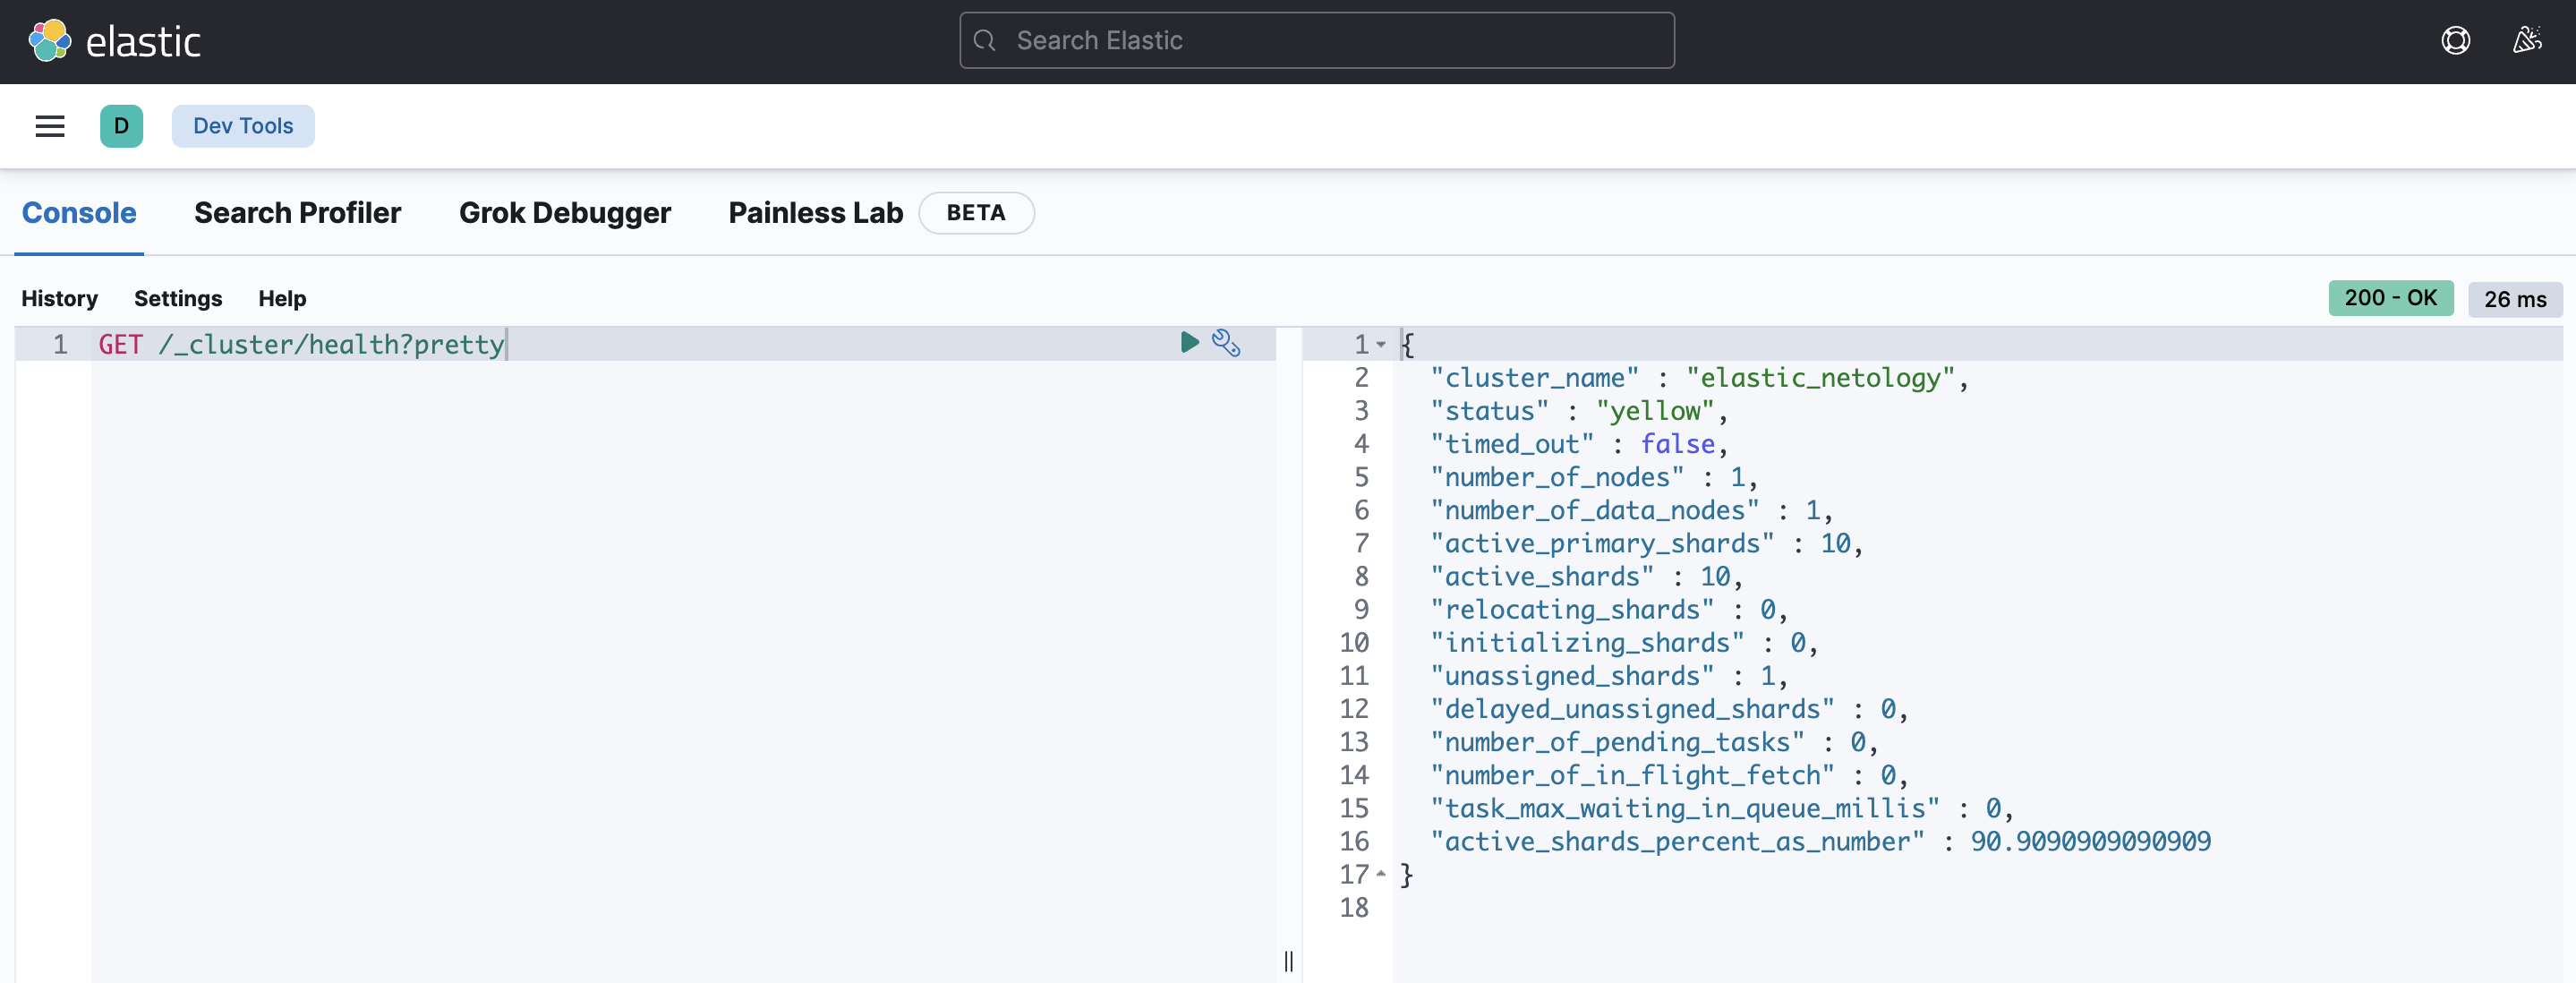 elastic
Search Elastic
D
Dev Tools
Console Search Profiler Grok Debugger Painless Lab BETA
History Settings Help
200 - OK 26 ms
1 GET /_cluster/health?pretty
1 {
2 "cluster_name" : "elastic_netology",
3 "status" : "yellow",
4 "timed_out" : false,
5 "number_of_nodes" : 1,
6 "number_of_data_nodes" : 1,
7 "active_primary_shards" : 10,
8 "active_shards" : 10,
9 "relocating_shards" : 0,
10 "initializing_shards" : 0,
11 "unassigned_shards" : 1,
12 "delayed_unassigned_shards" : 0,
13 "number_of_pending_tasks" : 0,
14 "number_of_in_flight_fetch" : 0,
15 "task_max_waiting_in_queue_millis" : 0,
16 "active_shards_percent_as_number" : 90.9090909090909
17 }
18